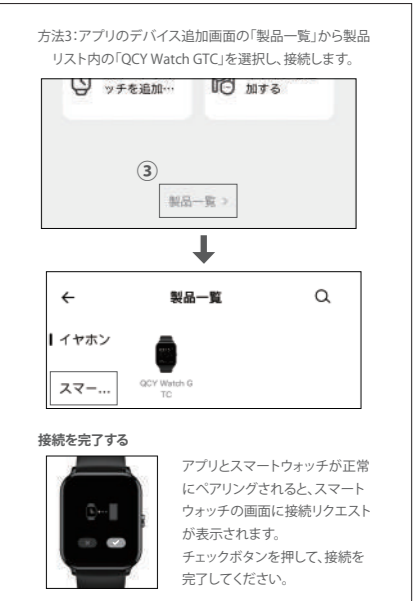 方法3：アプリのデバイス追加画面の「製品一覧」から製品
リスト内の「QCY Watch GTC」を選択し、接続します。
ッチを追加…
加する
③
製品一覧 >
← 製品一覧
イヤホン
スマー...
QCY Watch G
TC
接続を完了する
アプリとスマートウォッチが正常
にペアリングされると、スマート
ウォッチの画面に接続リクエスト
が表示されます。
チェックボタンを押して、接続を
完了してください。